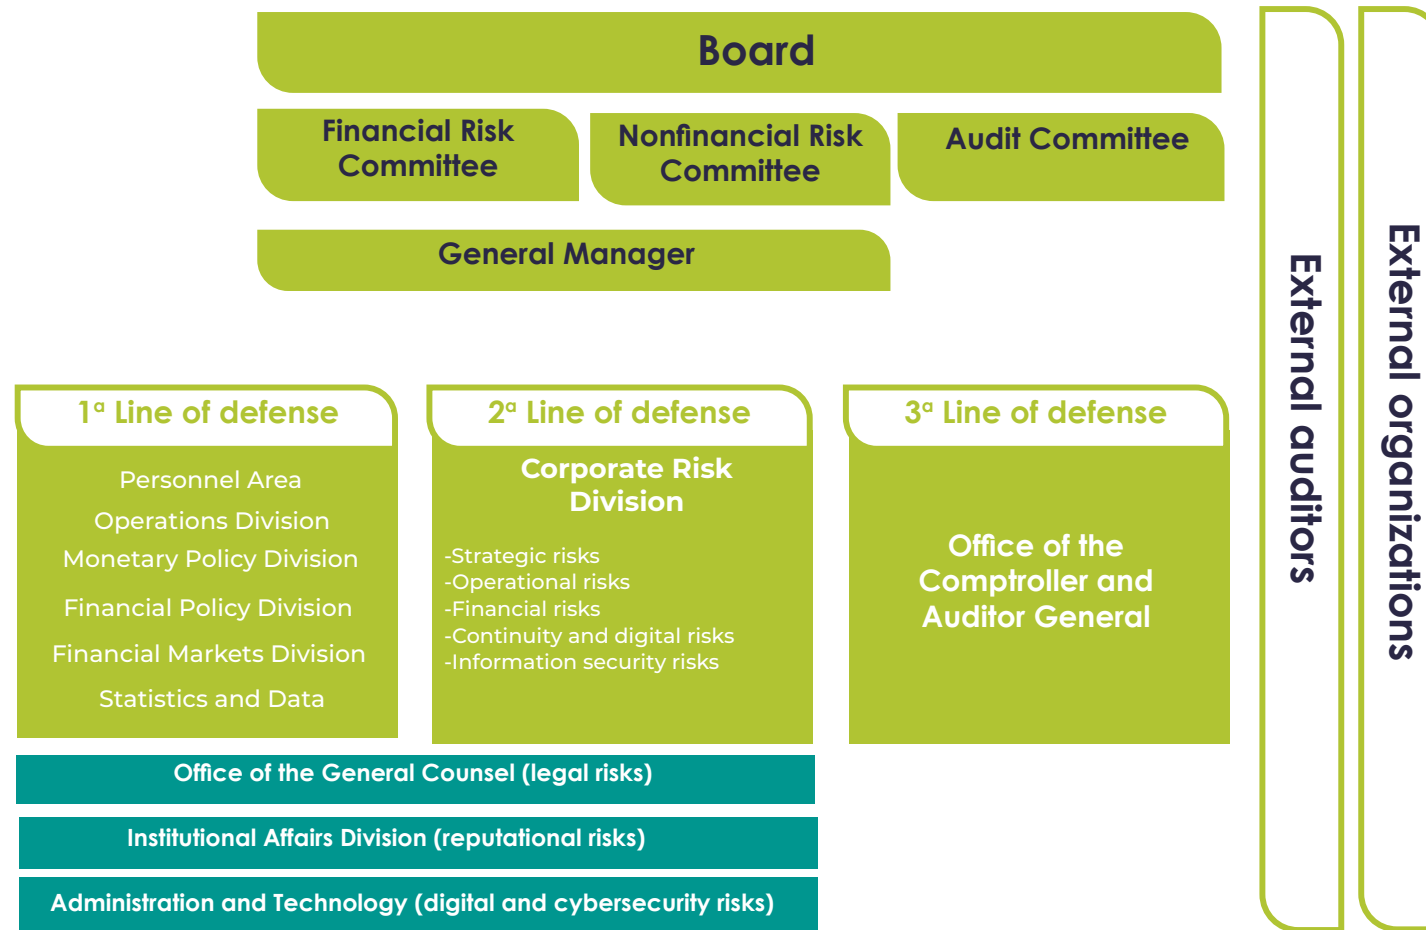 Board
Financial Risk
Committee
Nonfinancial Risk
Committee
Audit Committee
General Manager
1ª Line of defense
Personnel Area
Operations Division
Monetary Policy Division
Financial Policy Division
Financial Markets Division
Statistics and Data
2ª Line of defense
Corporate Risk
Division
-Strategic risks
-Operational risks
-Financial risks
-Continuity and digital risks
-Information security risks
3ª Line of defense
Office of the
Comptroller and
Auditor General
Office of the General Counsel (legal risks)
Institutional Affairs Division (reputational risks)
Administration and Technology (digital and cybersecurity risks)
External auditors
External organizations